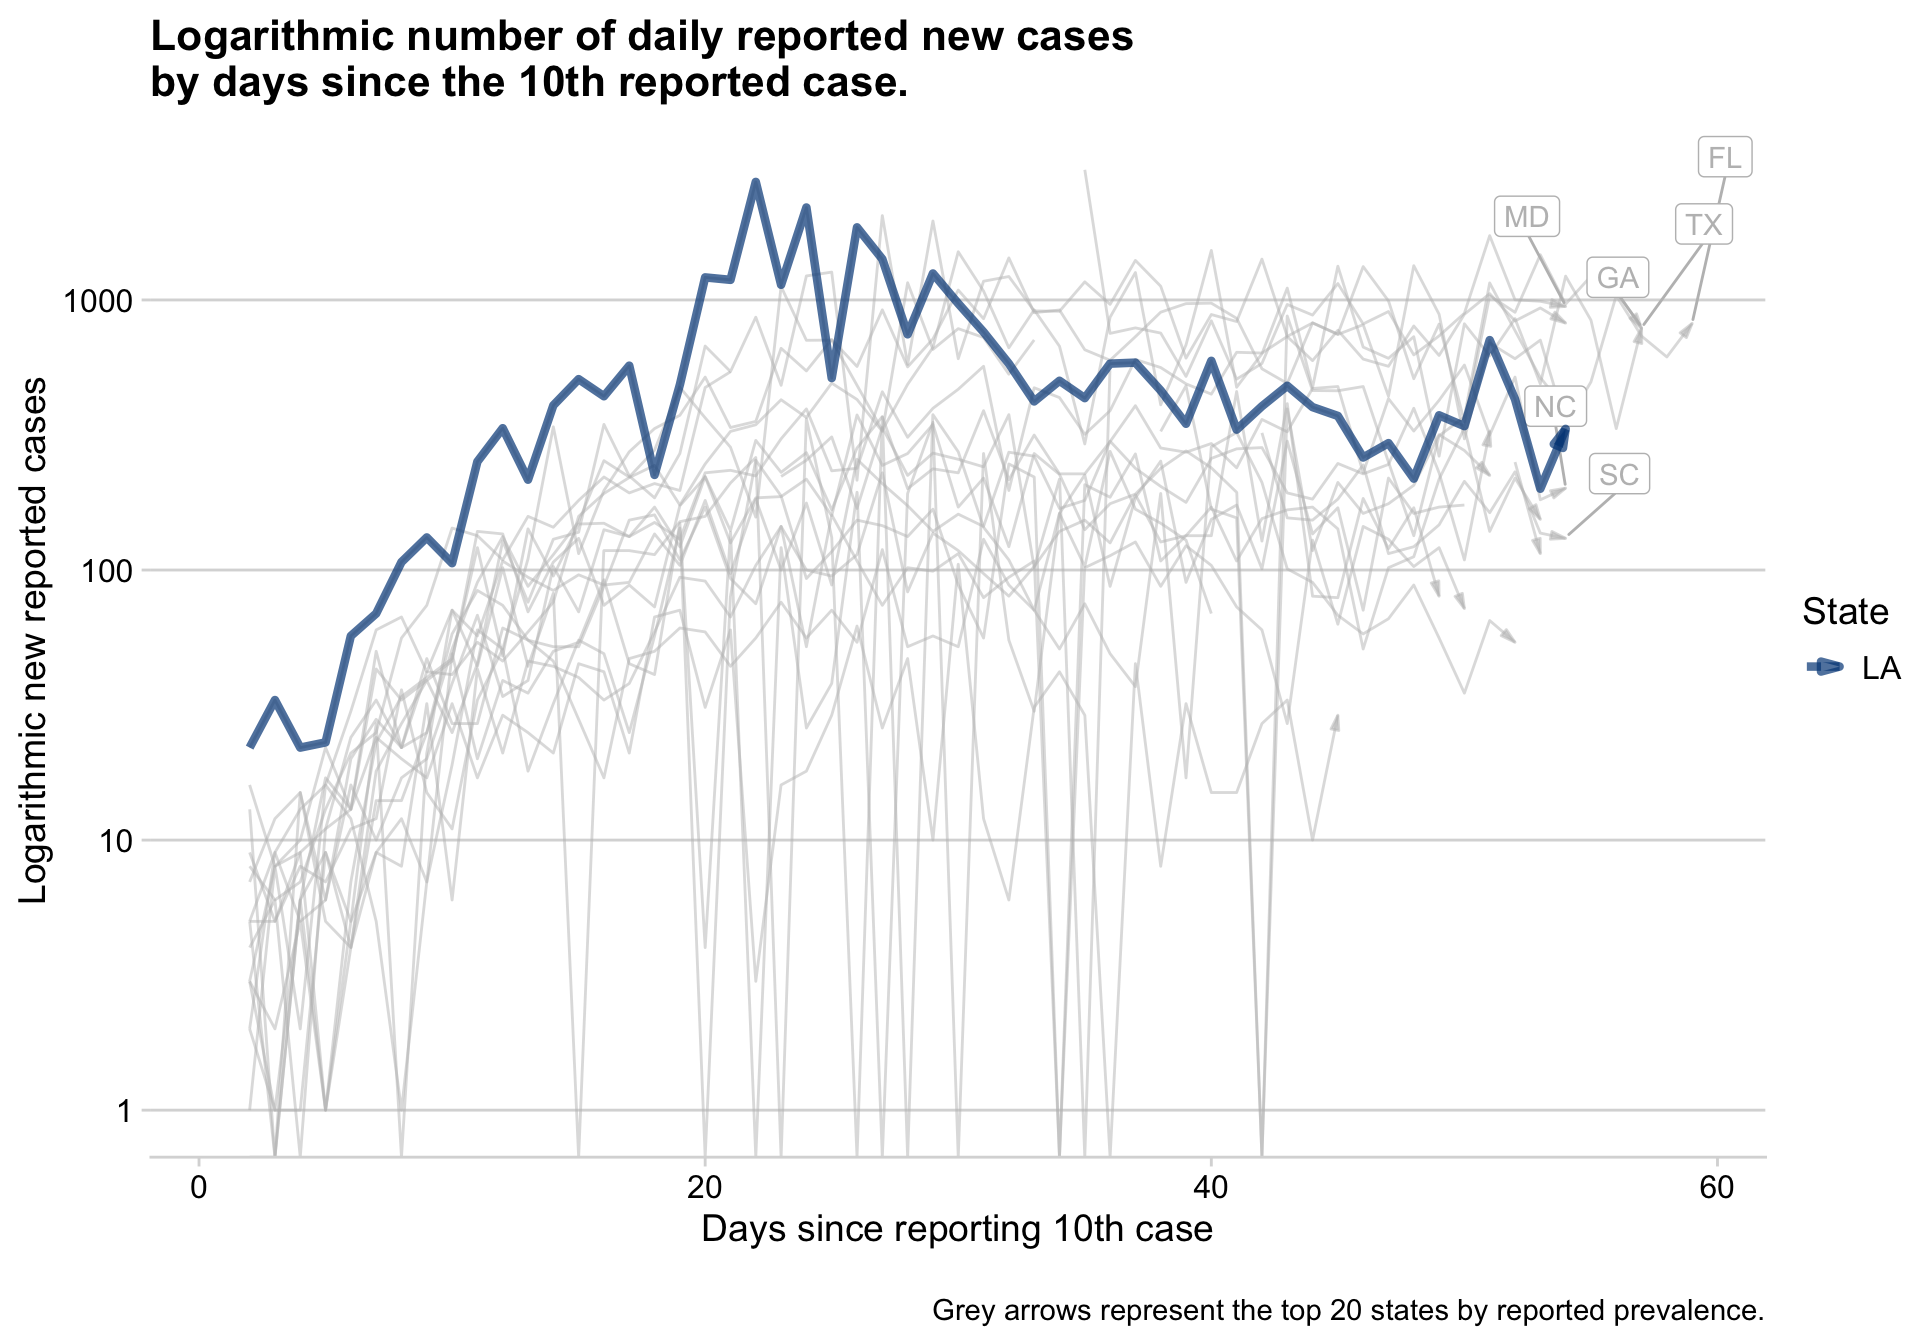 Logarithmic number of daily reported new cases
by days since the 10th reported case.
FL
MD
TX
GA
NC
SC
1000
100
10
1
Logarithmic new reported cases
0
20
40
60
Days since reporting 10th case
State
LA
Grey arrows represent the top 20 states by reported prevalence.